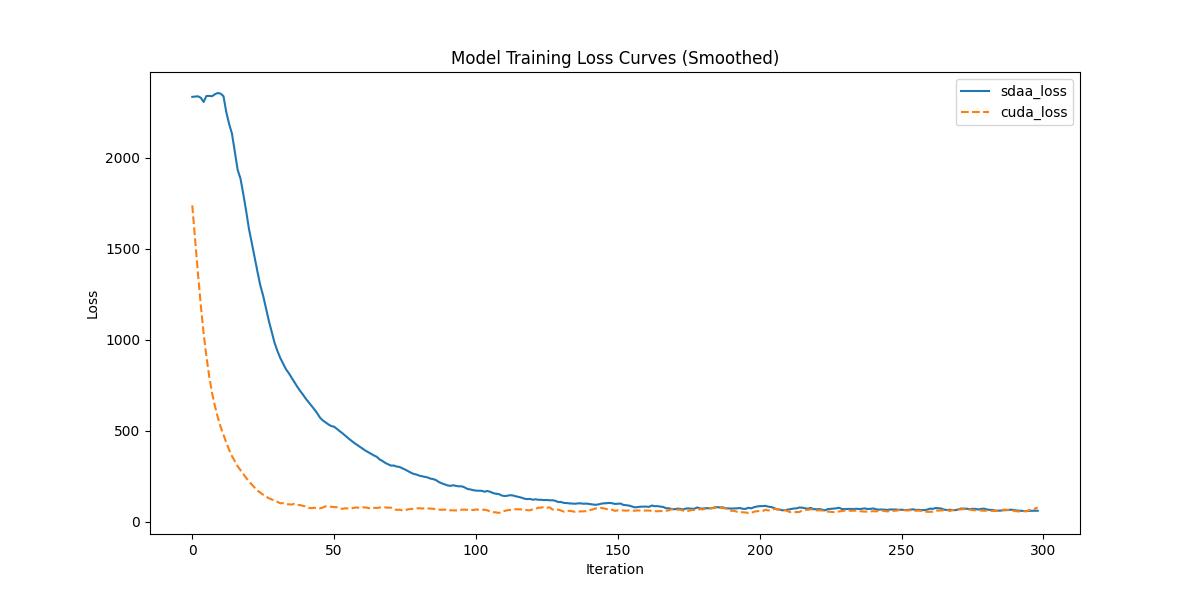 Model Training Loss Curves (Smoothed)
sdaa_loss
cuda_loss
2000
1500
1000
500
0
Loss
0 50 100 150 200 250 300
Iteration